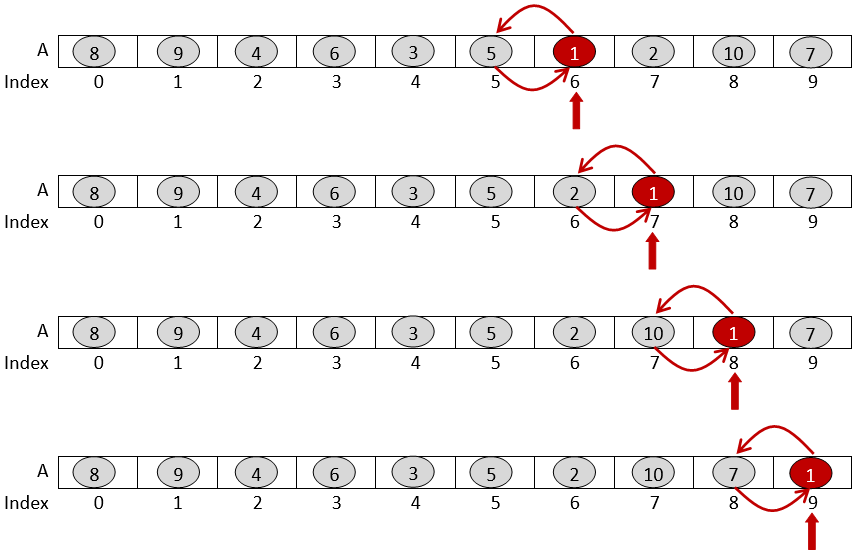 A 8 9 4 6 3 5 1 2 10 7
Index 0 1 2 3 4 5 6 7 8 9
A 8 9 4 6 3 5 2 1 10 7
Index 0 1 2 3 4 5 6 7 8 9
A 8 9 4 6 3 5 2 10 1 7
Index 0 1 2 3 4 5 6 7 8 9
A 8 9 4 6 3 5 2 10 7 1
Index 0 1 2 3 4 5 6 7 8 9